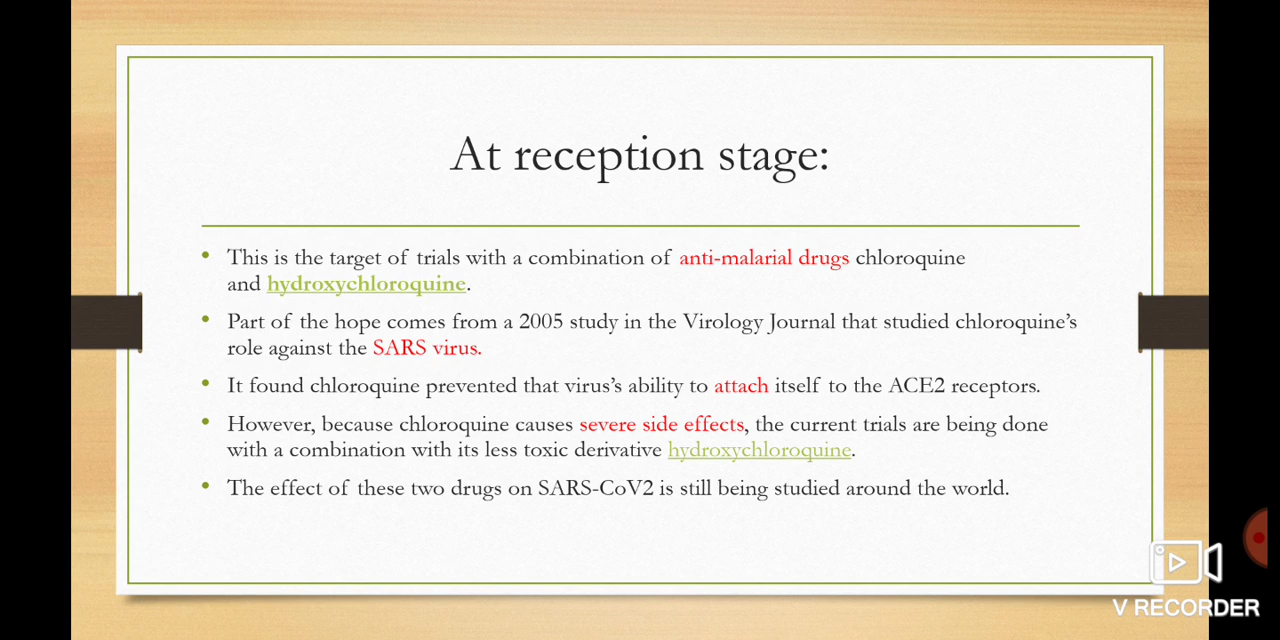 At reception stage:
• This is the target of trials with a combination of anti-malarial drugs chloroquine
and hydroxychloroquine.
• Part of the hope comes from a 2005 study in the Virology Journal that studied chloroquine’s
role against the SARS virus.
• It found chloroquine prevented that virus’s ability to attach itself to the ACE2 receptors.
• However, because chloroquine causes severe side effects, the current trials are being done
with a combination with its less toxic derivative hydroxychloroquine.
• The effect of these two drugs on SARS-CoV2 is still being studied around the world.
V RECORDER